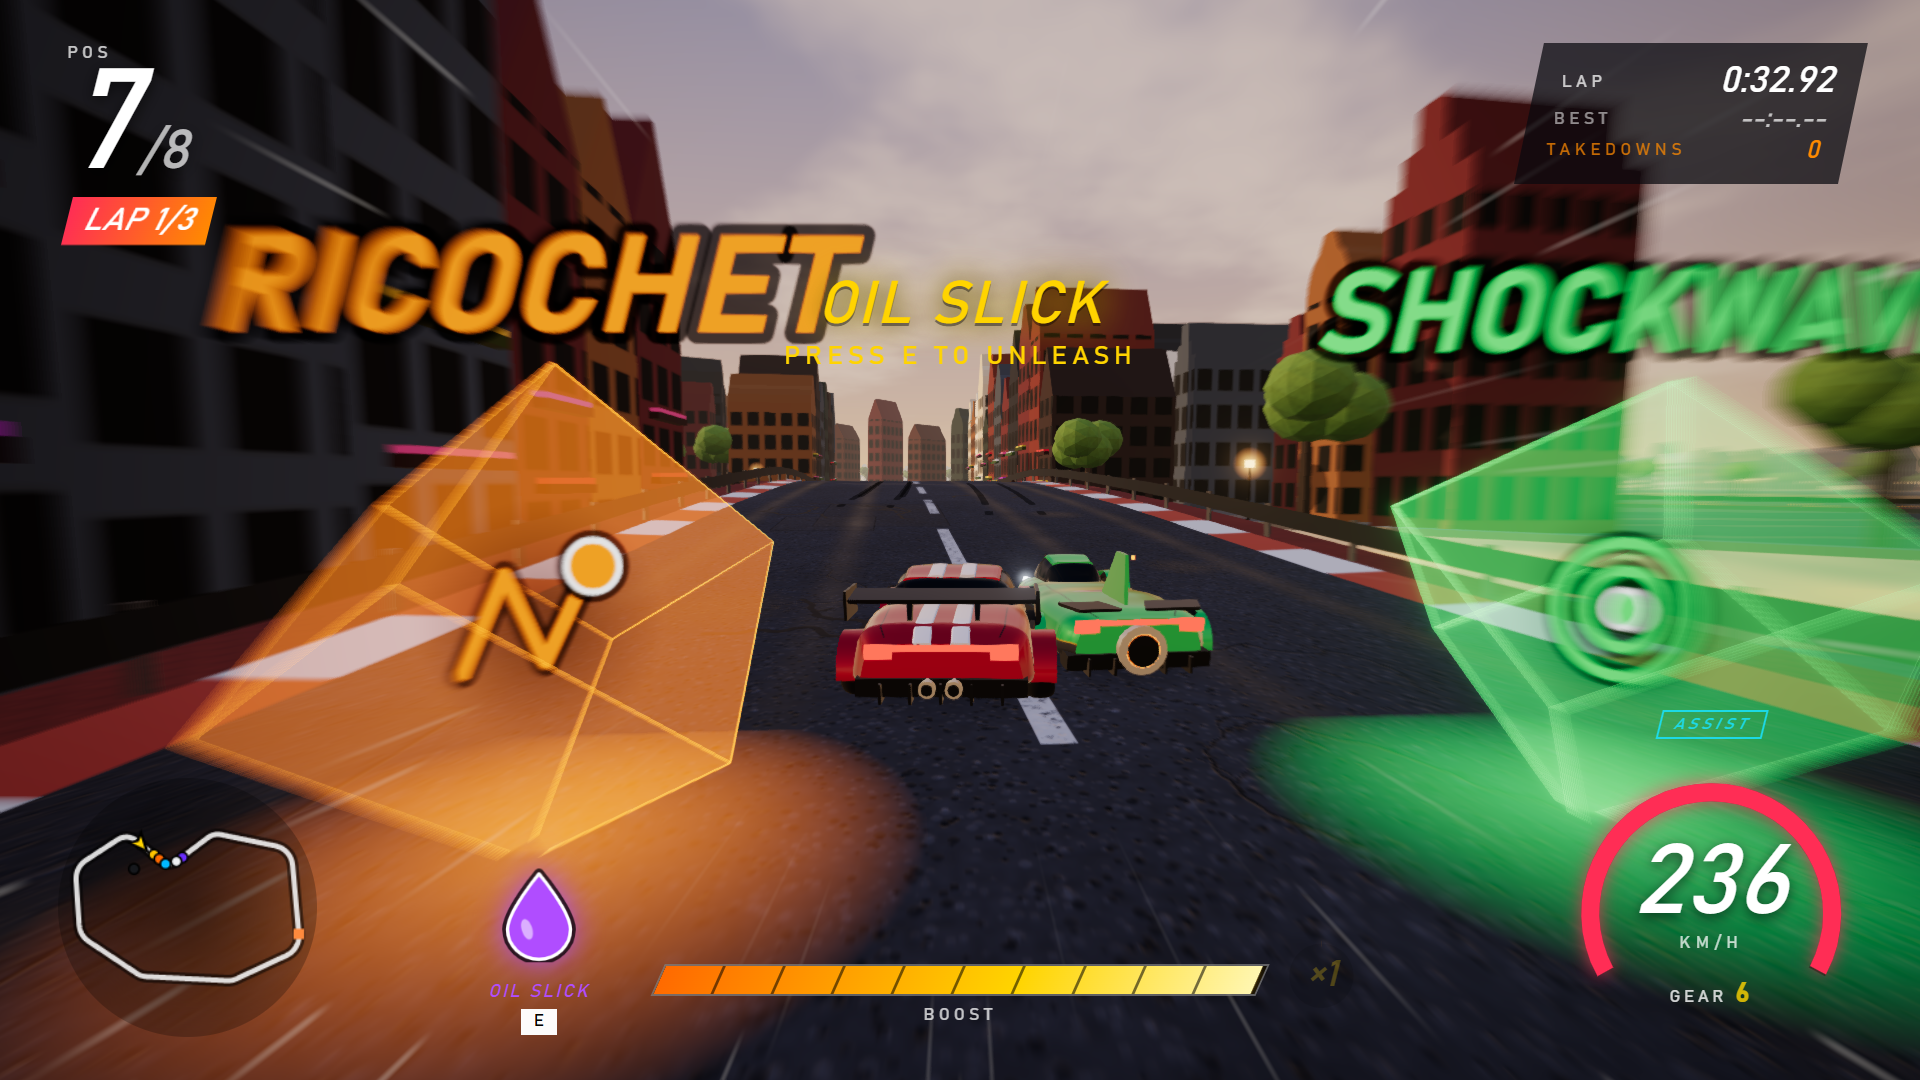 POS
7/8
LAP 1/3
LAP 0:32.92
BEST --:--.--
TAKEDOWNS 0
RICOCHET
OIL SLICK
PRESS E TO UNLEASH
ASSIST
236
KM/H
GEAR 6
OIL SLICK
E
BOOST
×1